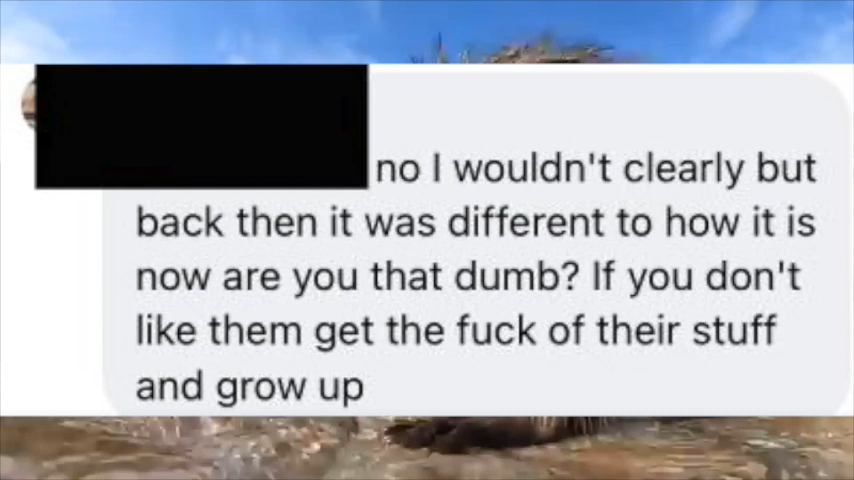 no I wouldn't clearly but
back then it was different to how it is
now are you that dumb? If you don't
like them get the fuck of their stuff
and grow up